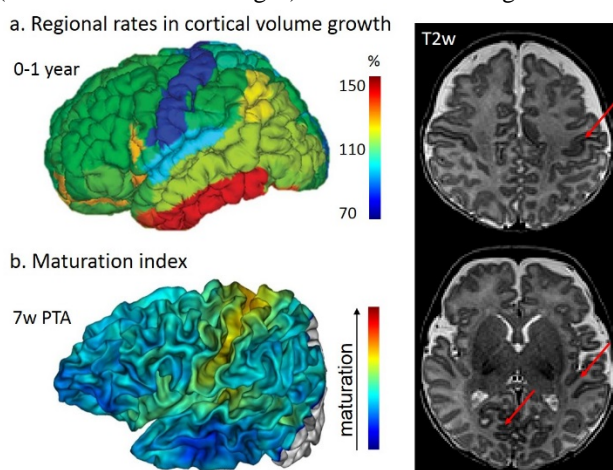 a. Regional rates in cortical volume growth
0-1 year
%
150
110
70
b. Maturation index
7w PTA
maturation
T2w